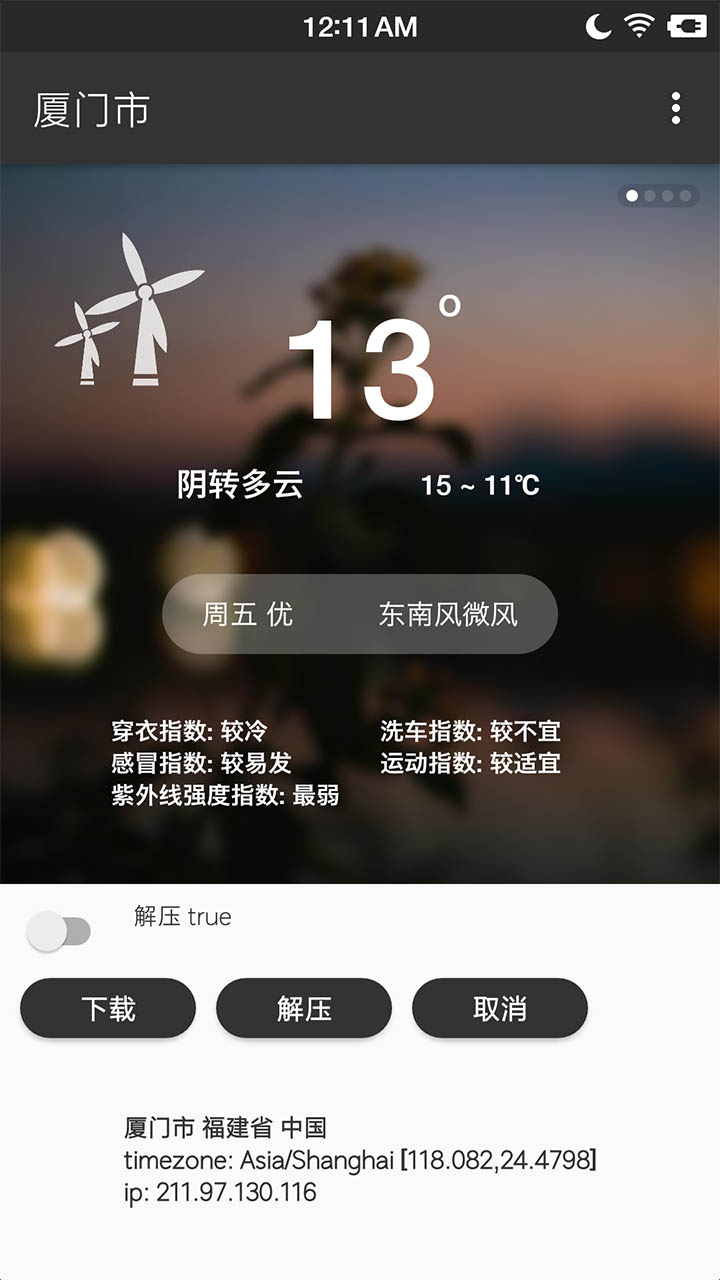 12:11 AM
厦门市
13°
阴转多云 15 ~ 11℃
周五 优 东南风微风
穿衣指数: 较冷 洗车指数: 较不宜
感冒指数: 较易发 运动指数: 较适宜
紫外线强度指数: 最弱
解压 true
下载 解压 取消
厦门市 福建省 中国
timezone: Asia/Shanghai [118.082,24.4798]
ip: 211.97.130.116